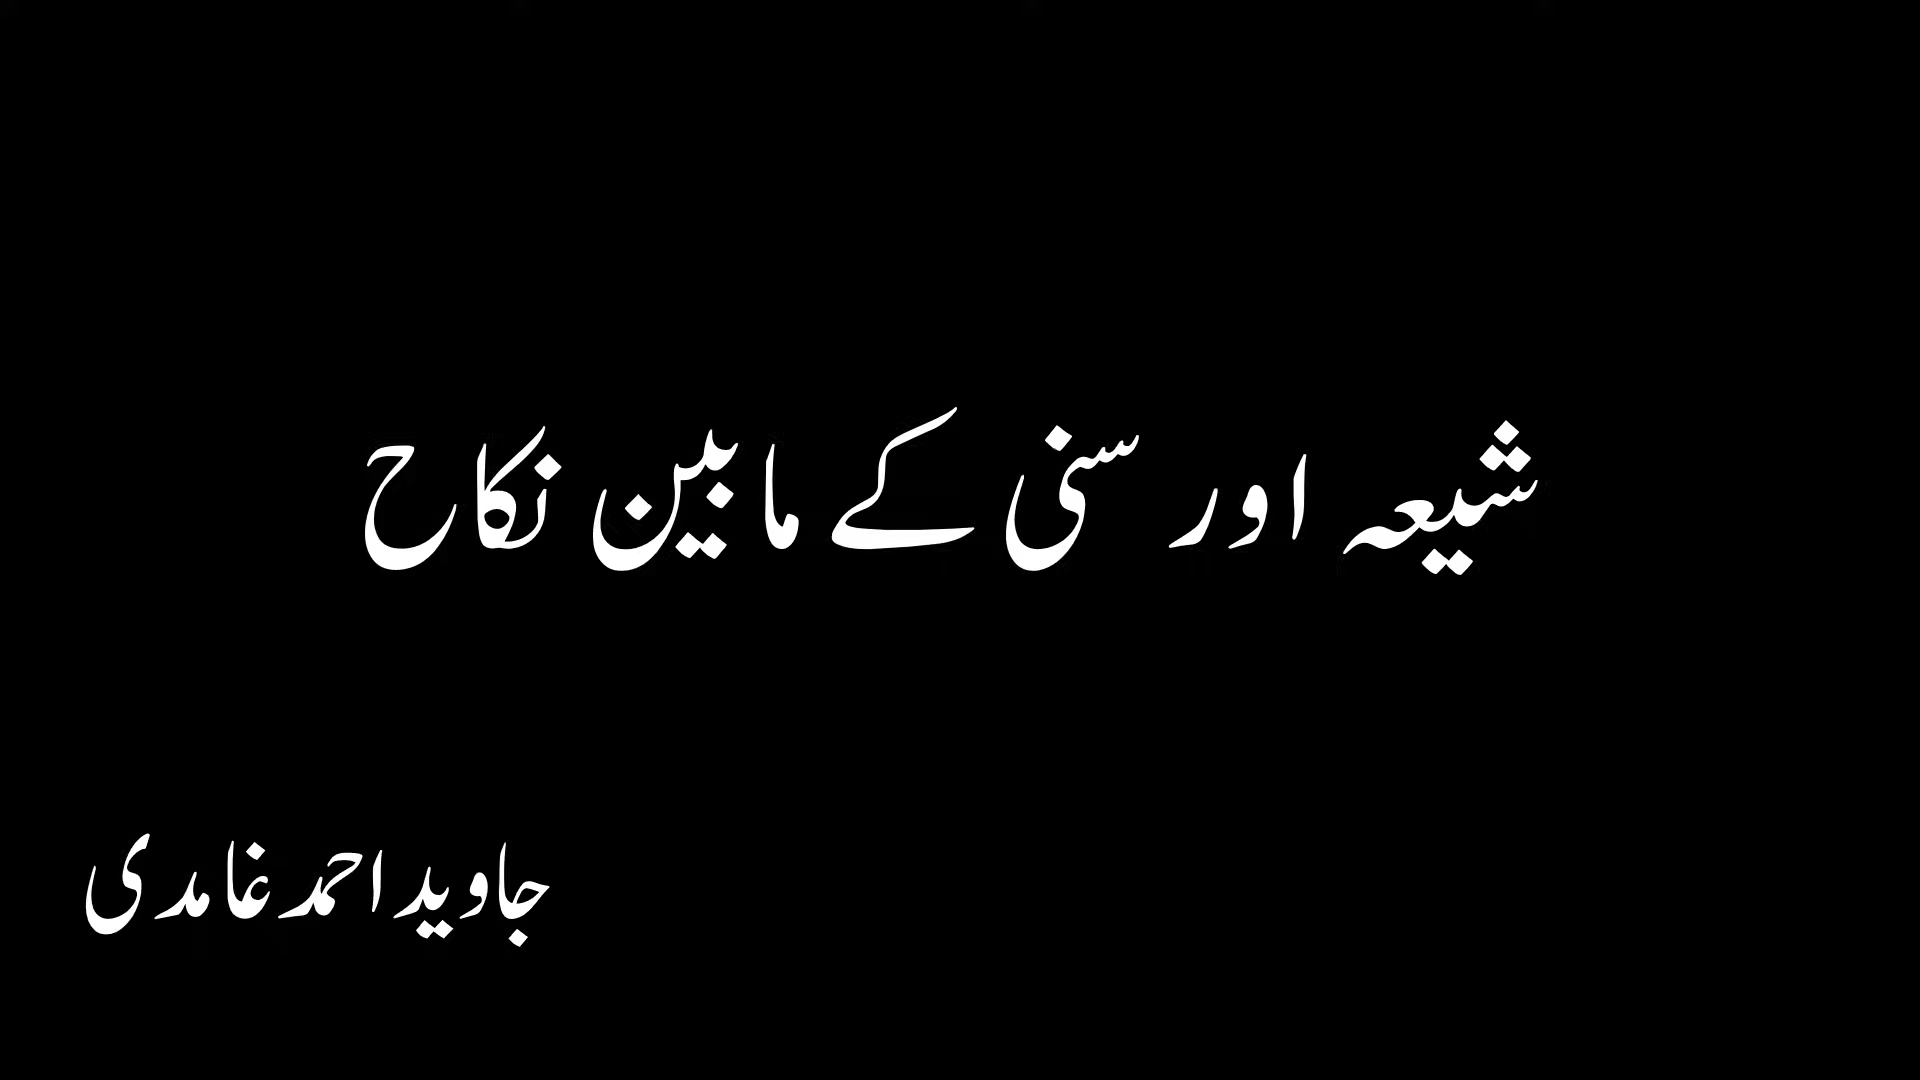 شیعہ اور سنی کے مابین نکاح
جاوید احمد غامدی